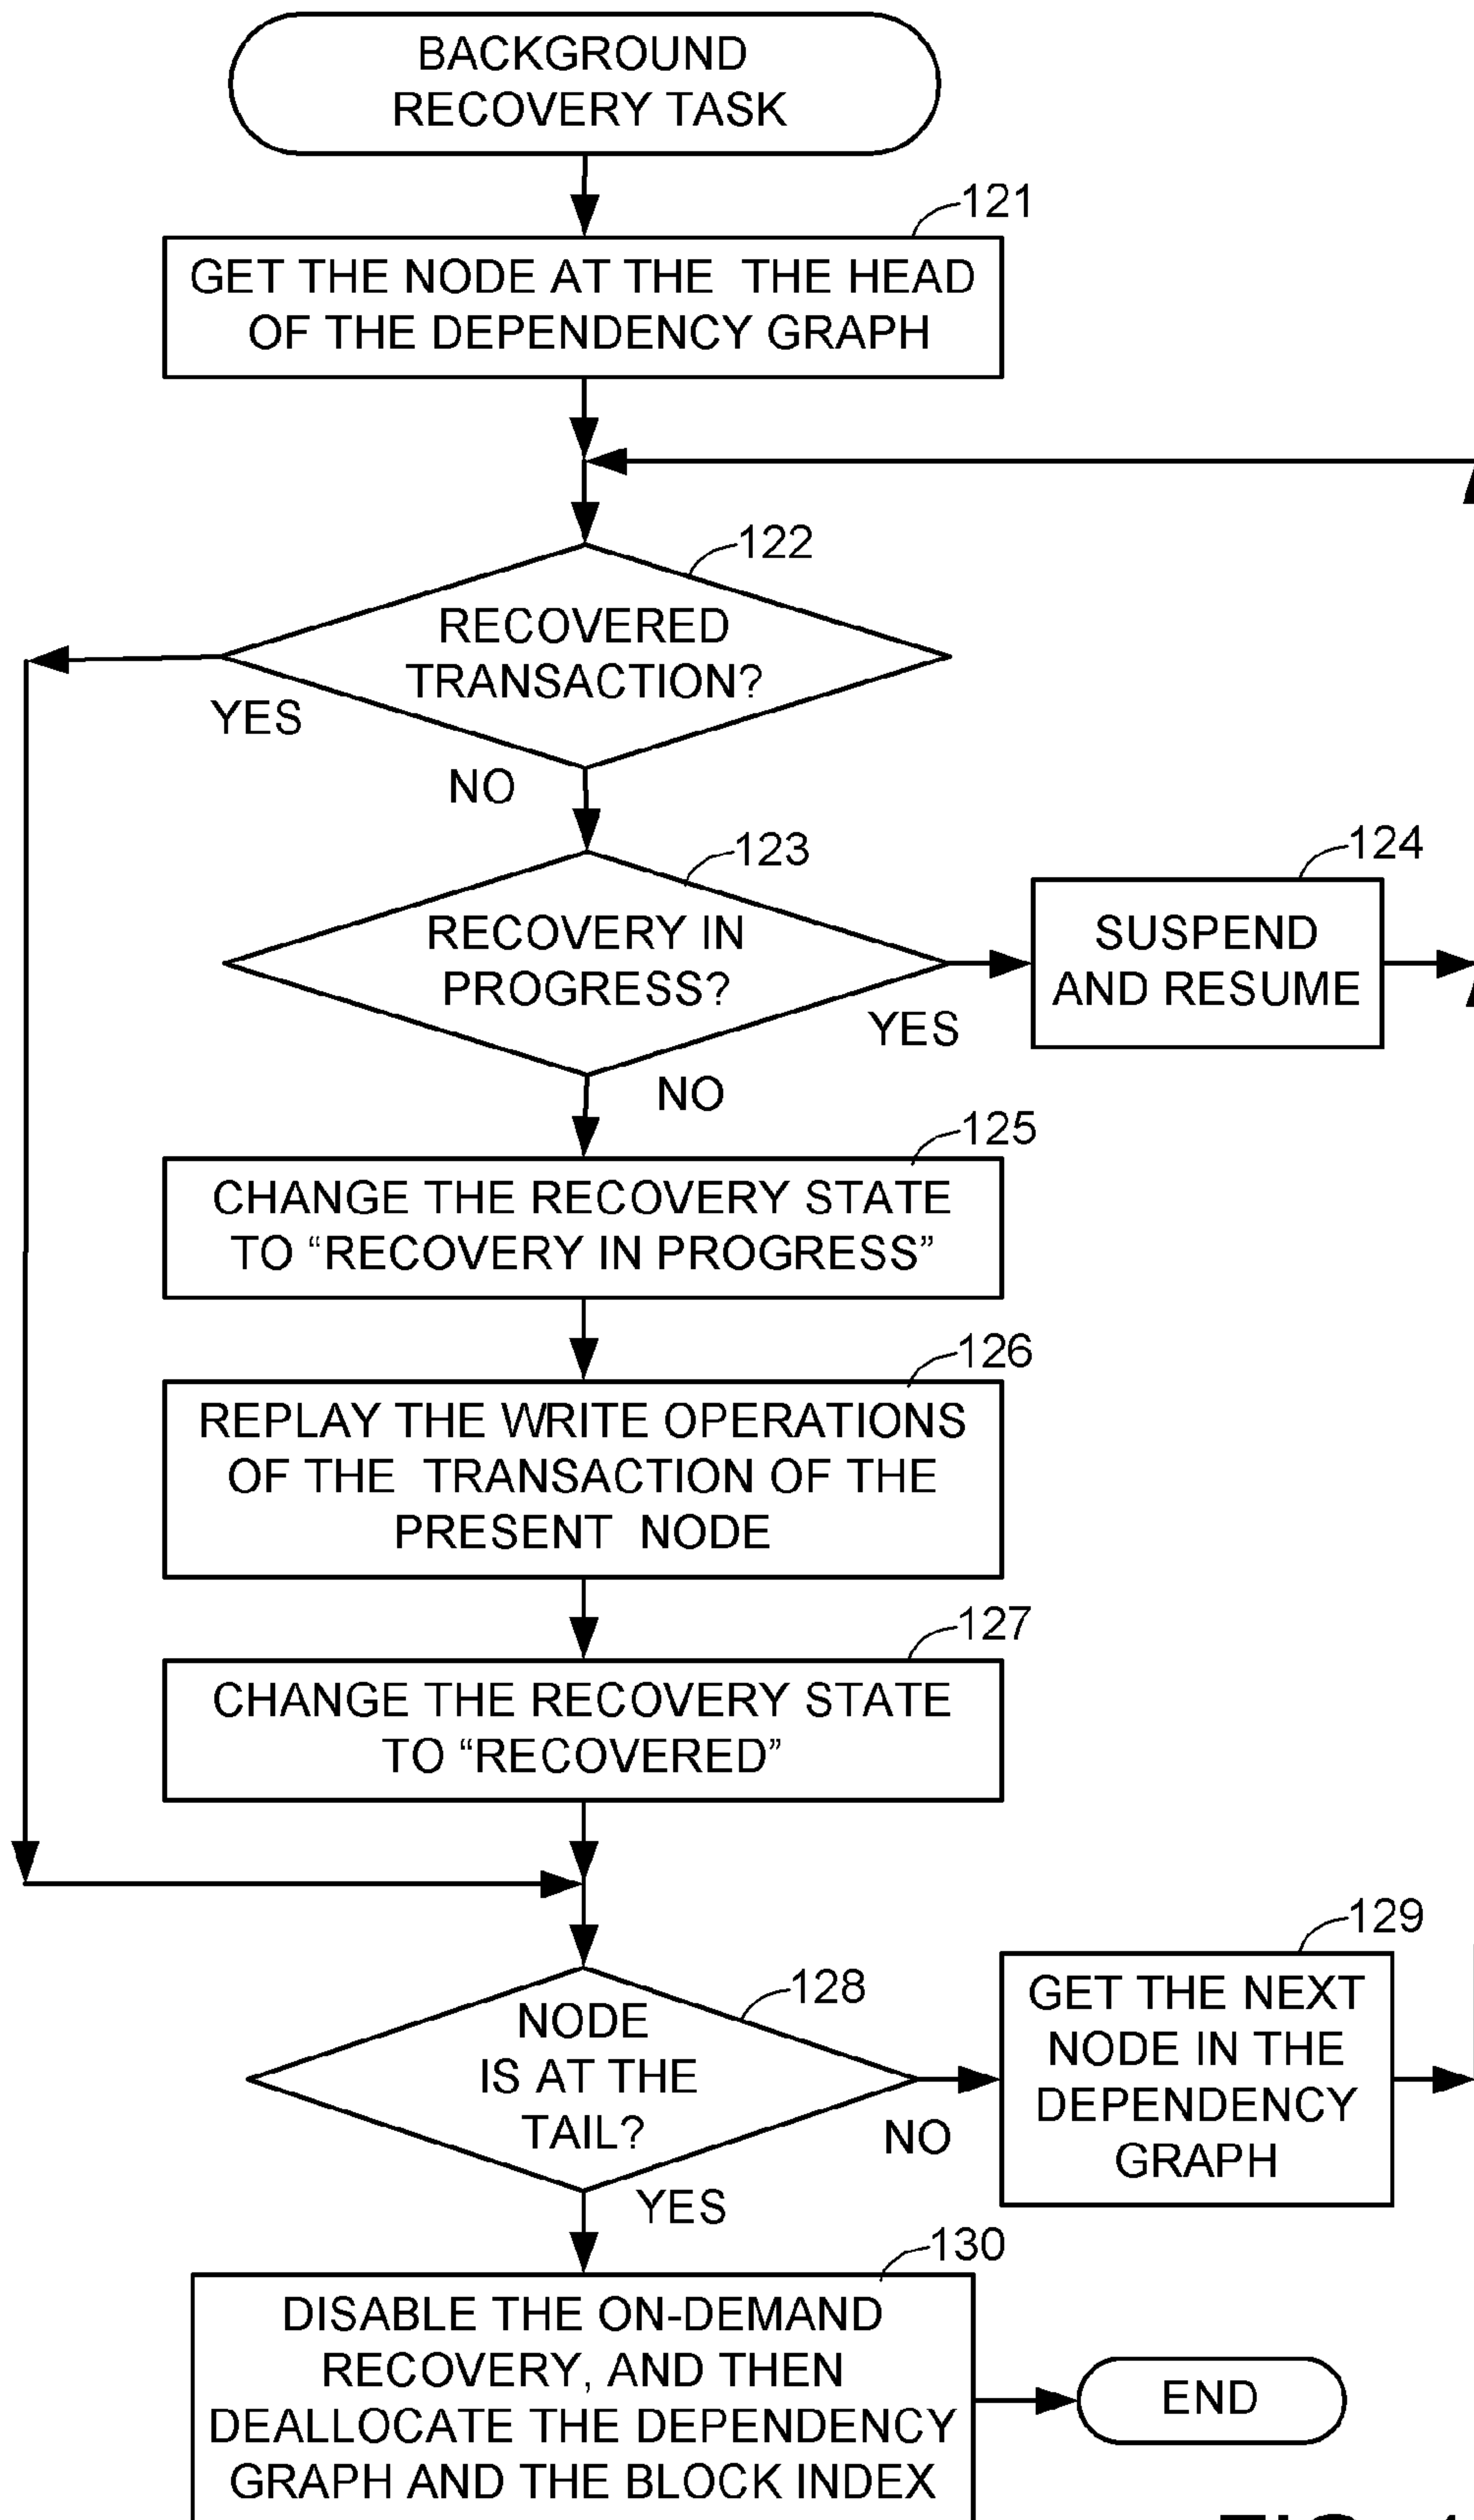 BACKGROUND
RECOVERY TASK
121
GET THE NODE AT THE THE HEAD
OF THE DEPENDENCY GRAPH
122
RECOVERED
TRANSACTION?
YES
NO
123
RECOVERY IN
PROGRESS?
YES
NO
124
SUSPEND
AND RESUME
125
CHANGE THE RECOVERY STATE
TO “RECOVERY IN PROGRESS”
126
REPLAY THE WRITE OPERATIONS
OF THE TRANSACTION OF THE
PRESENT NODE
127
CHANGE THE RECOVERY STATE
TO “RECOVERED”
128
NODE
IS AT THE
TAIL?
NO
YES
129
GET THE NEXT
NODE IN THE
DEPENDENCY
GRAPH
130
DISABLE THE ON-DEMAND
RECOVERY, AND THEN
DEALLOCATE THE DEPENDENCY
GRAPH AND THE BLOCK INDEX
END